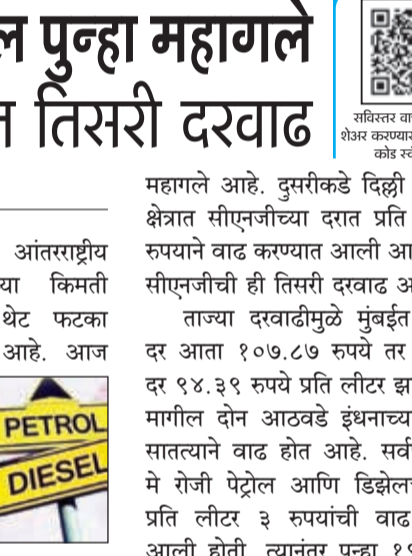 पुन्हा महागले
तिसरी दरवाढ
सविस्तर
शेअर
कोड
आंतरराष्ट्रीय
किमती
थेट फटका
आहे. आज
PETROL
DIESEL
महागले आहे. दुसरीकडे दिल्ली
क्षेत्रात सीएनजीच्या दरात प्रति
रुपयाने वाढ करण्यात आली
सीएनजीची ही तिसरी दरवाढ
ताज्या दरवाढीमुळे मुंबईत
दर आता १०७.८७ रुपये तर
दर ९४.३९ रुपये प्रति लीटर
मागील दोन आठवडे इंधनाच्या
सातत्याने वाढ होत आहे.
मे रोजी पेट्रोल आणि
प्रति लीटर ३ रुपयांची वाढ
आली होती. त्यानंतर पुन्हा